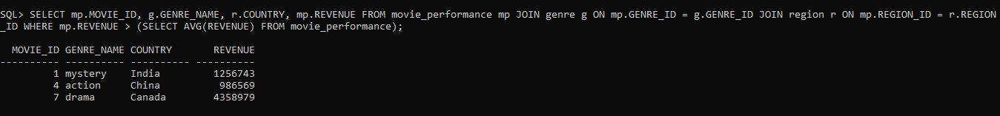 SQL> SELECT mp.MOVIE_ID, g.GENRE_NAME, r.COUNTRY, mp.REVENUE FROM movie_performance mp JOIN genre g ON mp.GENRE_ID = g.GENRE_ID JOIN region r ON mp.REGION_ID = r.REGION
_ID WHERE mp.REVENUE > (SELECT AVG(REVENUE) FROM movie_performance);
  MOVIE_ID GENRE_NAME COUNTRY       REVENUE
---------- ---------- ---------- ----------
         1 mystery    India         1256743
         4 action     China          986569
         7 drama      Canada        4358979